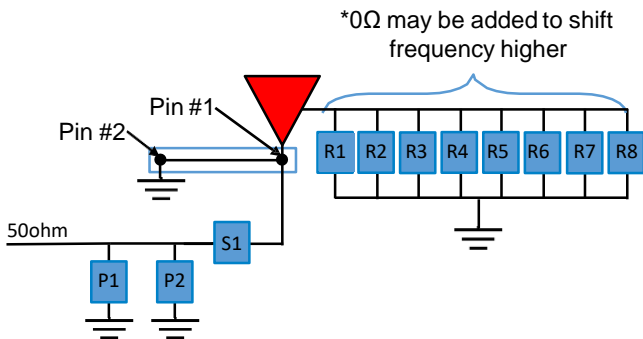 *0Ω may be added to shift
frequency higher
Pin #1
Pin #2
R1 R2 R3 R4 R5 R6 R7 R8
50ohm
S1
P1 P2